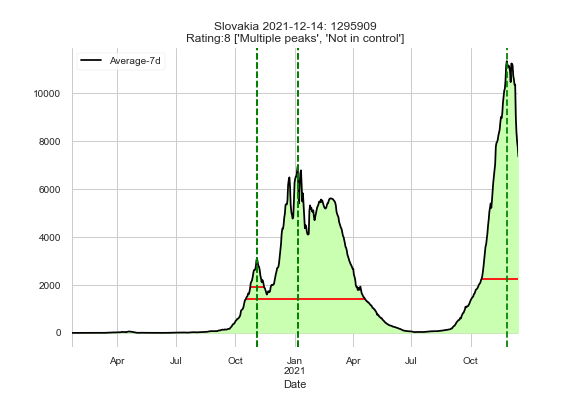 Slovakia 2021-12-14: 1295909
Rating:8 ['Multiple peaks', 'Not in control']
Average-7d
10000
8000
6000
4000
2000
0
Apr Jul Oct Jan Apr Jul Oct
2021
Date